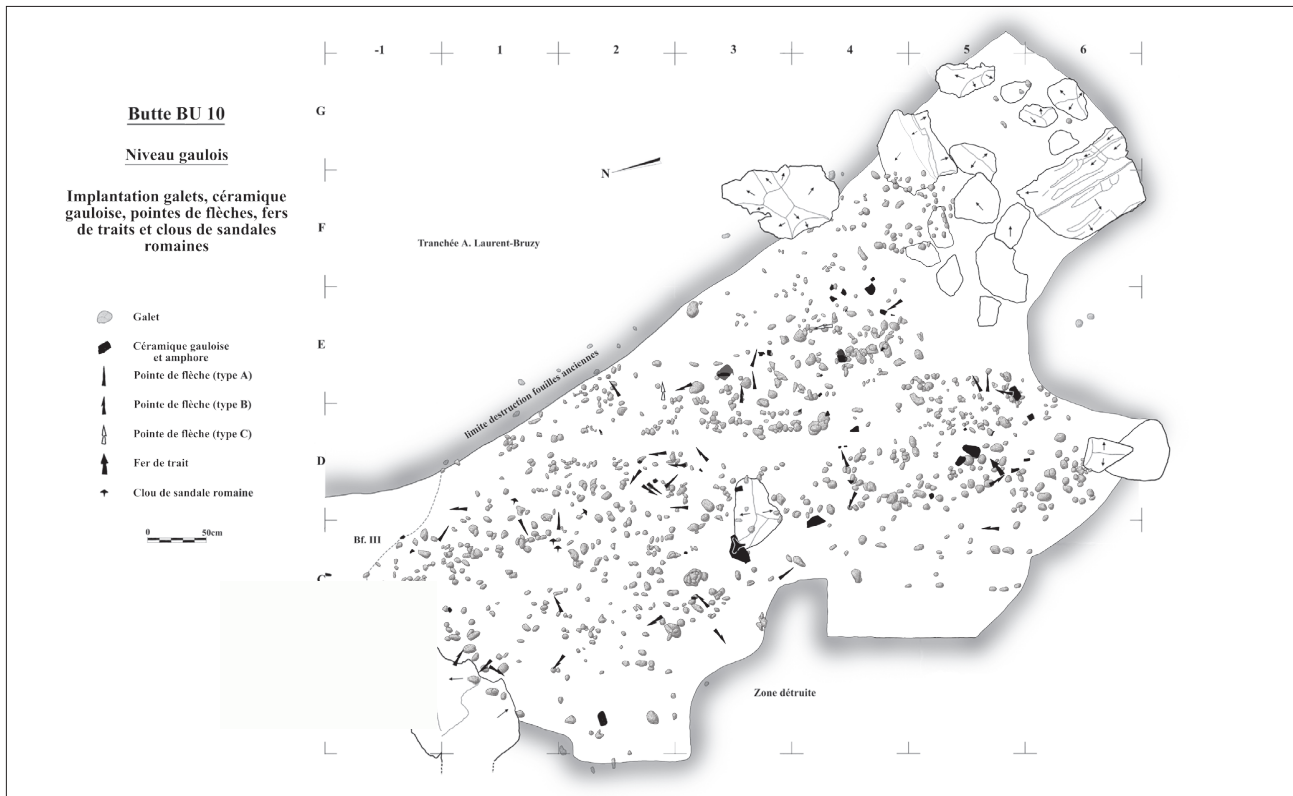 -1 1 2 3 4 5 6
Butte BU 10
G
Niveau gaulois
N
Implantation galets, céramique
gauloise, pointes de flèches, fers
de traits et clous de sandales
romaines
F
Tranchée A. Laurent-Bruzy
Galet
E
Céramique gauloise
et amphore
Pointe de flèche (type A)
limite destruction fouilles anciennes
Pointe de flèche (type B)
Pointe de flèche (type C)
D
Fer de trait
Clou de sandale romaine
0 50cm
Bf. III
C
Zone détruite